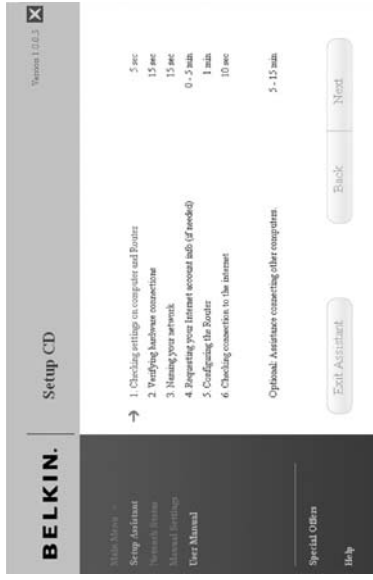 BELKIN.
Setup CD
Version 1.0.0.3
Main Menu >
Setup Assistant
Network Status
Manual Settings
User Manual
Special Offers
Help
1. Checking settings on computer and Router 5 sec
2. Verifying hardware connections 15 sec
3. Naming your network 15 sec
4. Requesting your Internet account info (if needed) 0 - 5 min
5. Configuring the Router 1 min
6. Checking connection to the internet 10 sec
Optional: Assistance connecting other computers. 5 - 15 min
Exit Assistant
Back
Next